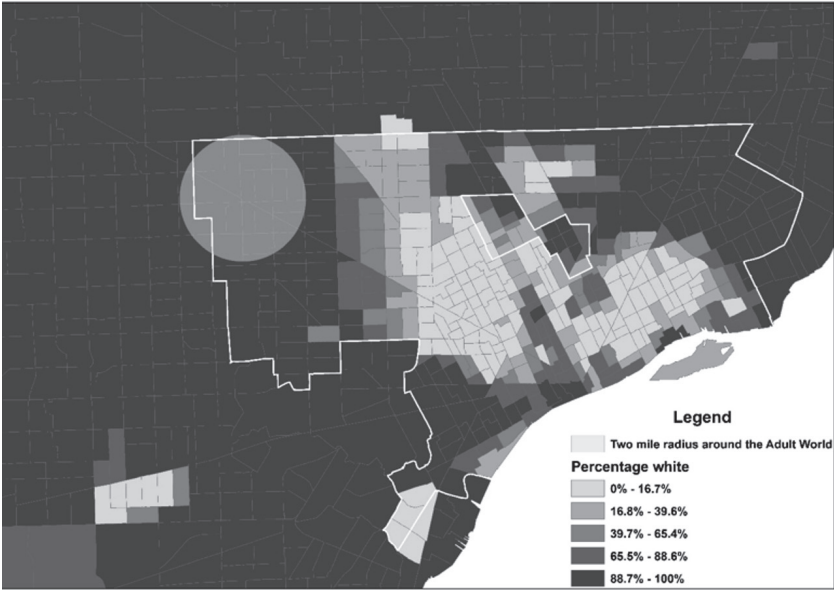 Legend
Two mile radius around the Adult World
Percentage white
0% - 16.7%
16.8% - 39.6%
39.7% - 65.4%
65.5% - 88.6%
88.7% - 100%